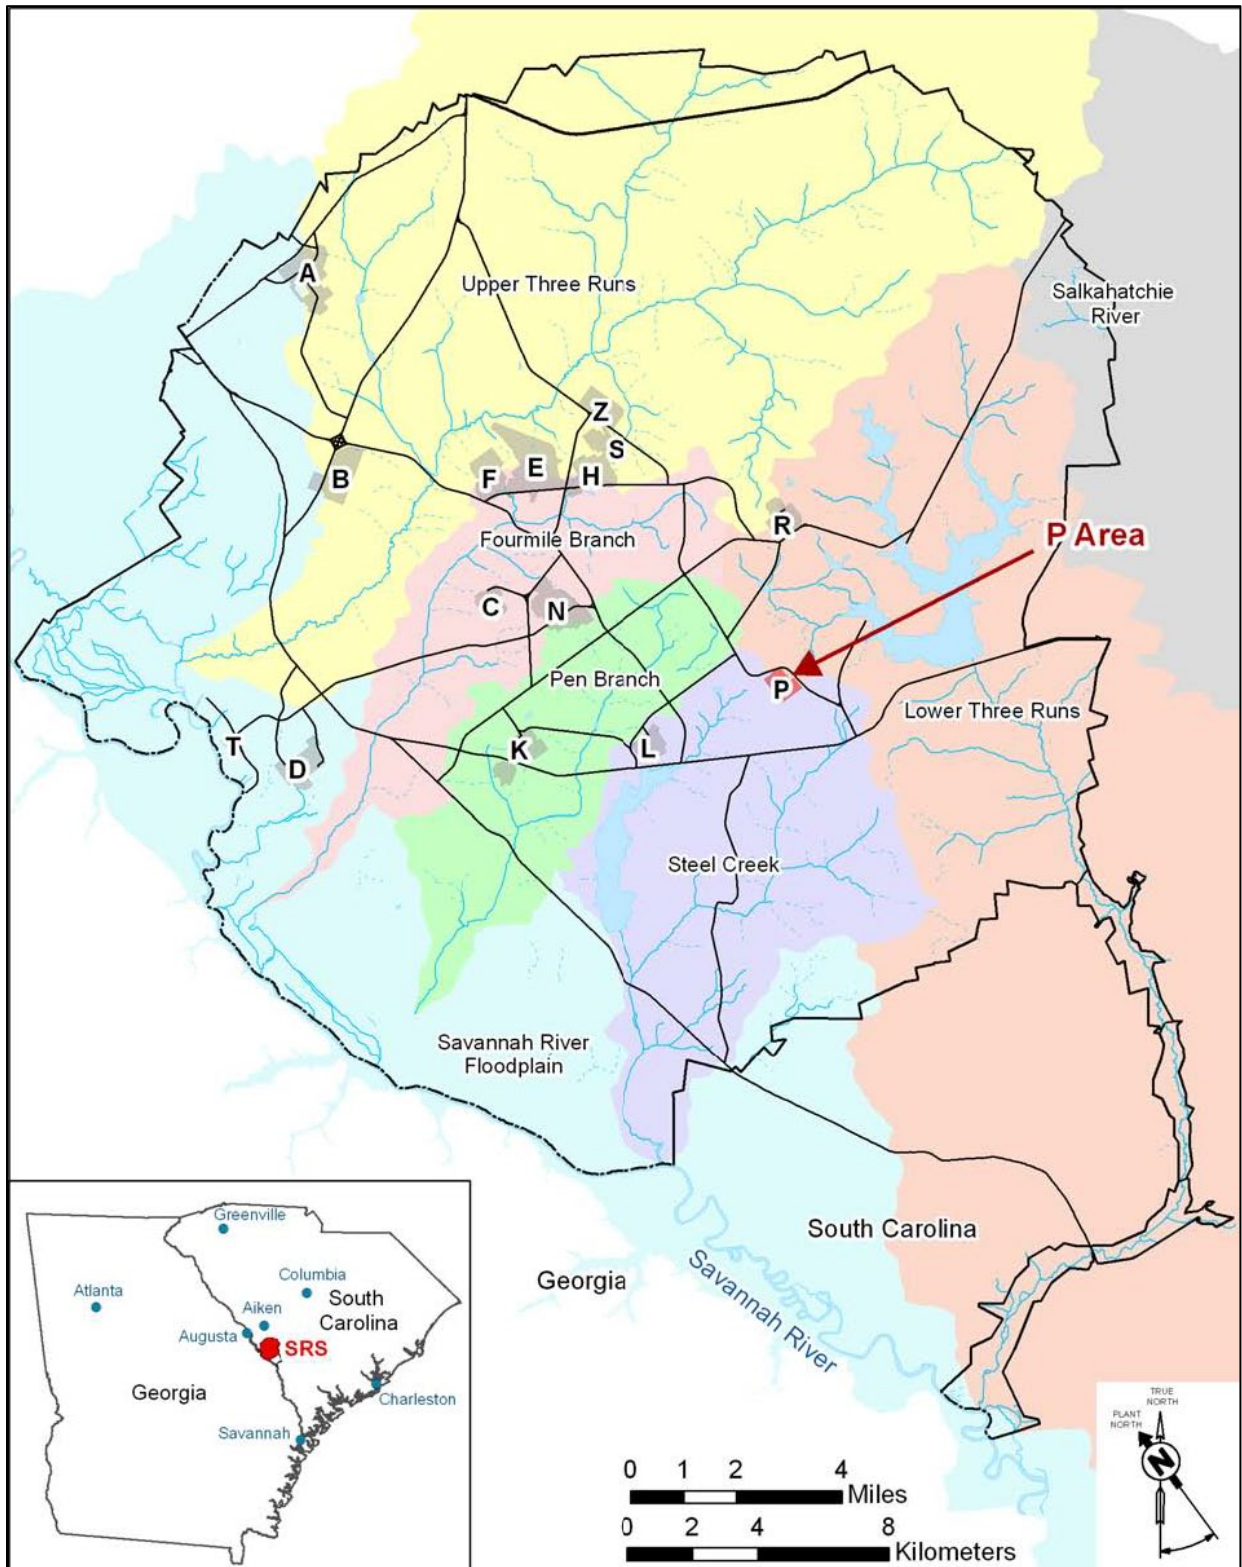 Upper Three Runs
Salkahatchie
River
A
Z
S
B
F
E
H
R
P Area
Fourmile Branch
C
N
Pen Branch
P
Lower Three Runs
T
D
K
L
Steel Creek
Savannah River
Floodplain
South Carolina
Georgia
Savannah River
Greenville
Columbia
Atlanta
South
Carolina
Aiken
Augusta
SRS
Georgia
Charleston
Savannah
TRUE
NORTH
PLANT
NORTH
N
0 1 2 4
Miles
0 2 4 8
Kilometers